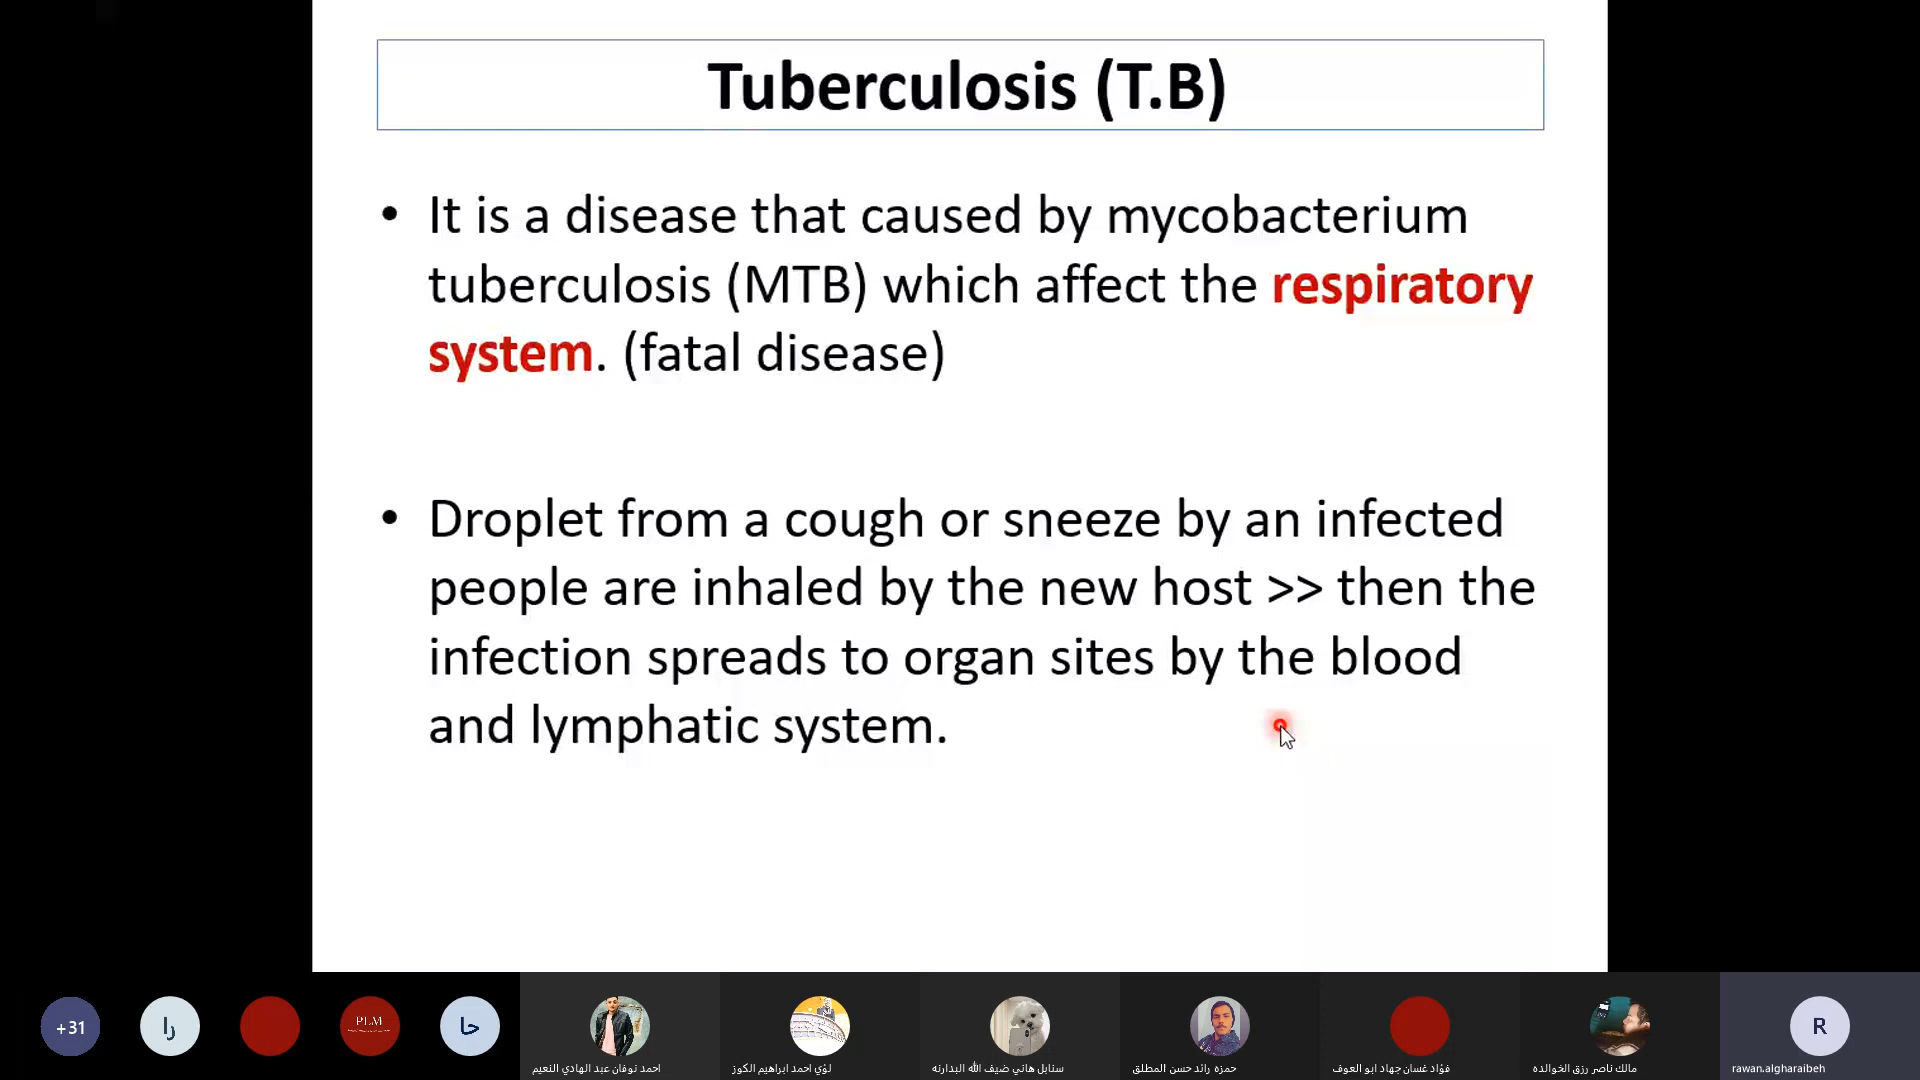 Tuberculosis (T.B)
• It is a disease that caused by mycobacterium
tuberculosis (MTB) which affect the respiratory
system. (fatal disease)
• Droplet from a cough or sneeze by an infected
people are inhaled by the new host >> then the
infection spreads to organ sites by the blood
and lymphatic system.
+31
را
PLM
حا
R
احمد نوفان عبد الهادي النعيم
لؤي احمد ابراهيم الكوز
سنابل هاني ضيف الله البدارنه
حمزه رائد حسن المطلق
فؤاد غسان جهاد ابو العوف
مالك ناصر رزق الخوالده
rawan.algharaibeh